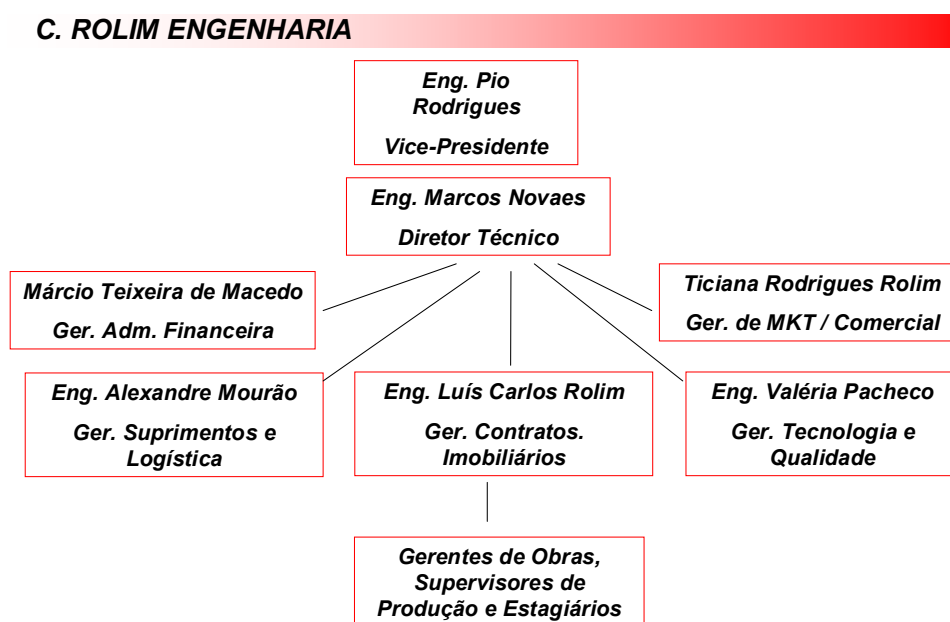 C. ROLIM ENGENHARIA
Eng. Pio
Rodrigues
Vice-Presidente
Eng. Marcos Novaes
Diretor Técnico
Márcio Teixeira de Macedo
Ger. Adm. Financeira
Ticiana Rodrigues Rolim
Ger. de MKT / Comercial
Eng. Alexandre Mourão
Ger. Suprimentos e
Logística
Eng. Luís Carlos Rolim
Ger. Contratos.
Imobiliários
Eng. Valéria Pacheco
Ger. Tecnologia e
Qualidade
Gerentes de Obras,
Supervisores de
Produção e Estagiários